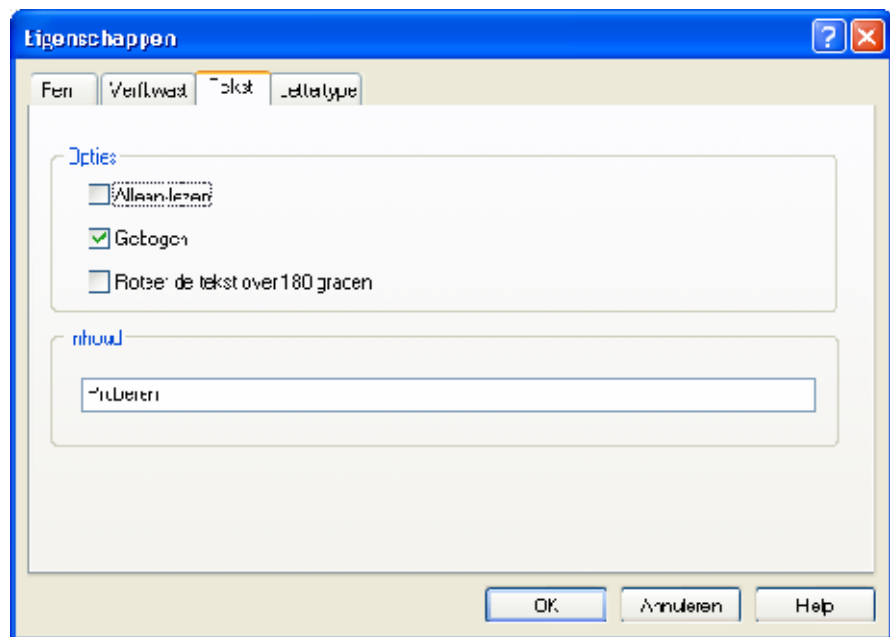 Eigenschappen
Pen Verfkwast Tekst Lettertype
Opties
Alleen-lezen
Gebogen
Roteer de tekst over 180 graden
Inhoud
Proberen
OK Annuleren Help